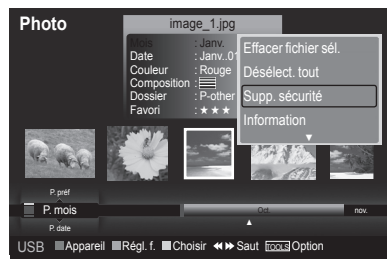 Photo
image_1.jpg
Mois : Janv.
Date : Janv..01
Couleur : Rouge
Composition :
Dossier : P-other
Favori : ★★★
Effacer fichier sél.
Désélect. tout
Supp. sécurité
Information
P. préf
P. mois
Oct.
nov.
P. date
USB Appareil Régl. f. Choisir Saut TOOLS Option